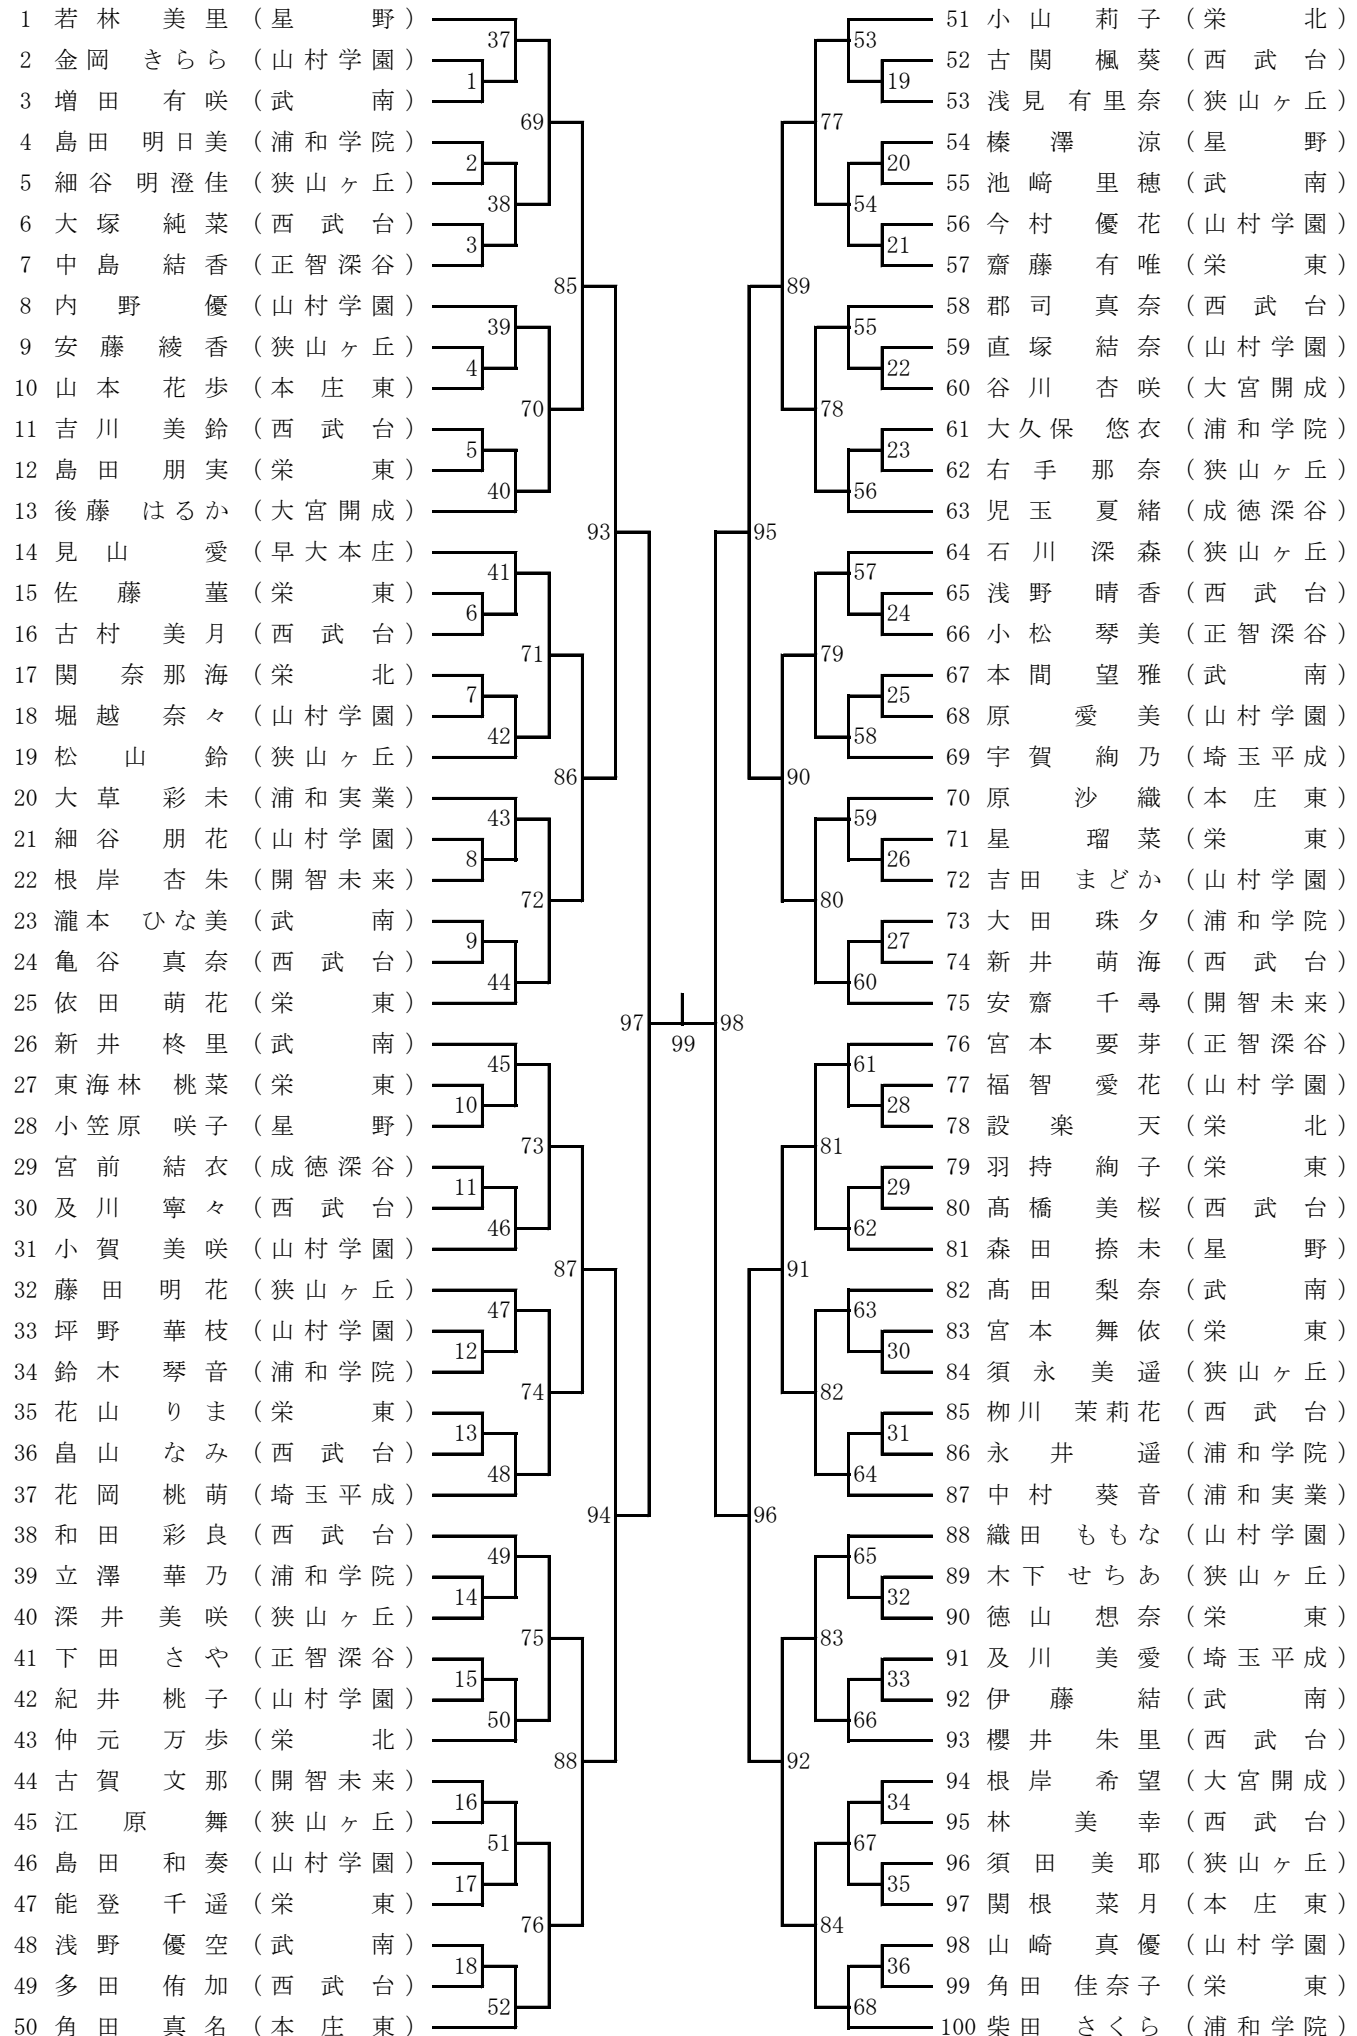 1 若林 美里 (星 野)
2 金岡 きらら (山村学園)
3 増田 有咲 (武 南)
4 島田 明日美 (浦和学院)
5 細谷 明澄佳 (狭山ヶ丘)
6 大塚 純菜 (西武台)
7 中島 結香 (正智深谷)
8 内野 優 (山村学園)
9 安藤 綾香 (狭山ヶ丘)
10 山本 花歩 (本庄東)
11 吉川 美鈴 (西武台)
12 島田 朋実 (栄 東)
13 後藤 はるか (大宮開成)
14 見山 愛 (早大本庄)
15 佐藤 菫 (栄 東)
16 古村 美月 (西武台)
17 関 奈那海 (栄 北)
18 堀越 奈々 (山村学園)
19 松山 鈴 (狭山ヶ丘)
20 大草 彩未 (浦和実業)
21 細谷 朋花 (山村学園)
22 根岸 杏朱 (開智未来)
23 瀧本 ひな美 (武 南)
24 亀谷 真奈 (西武台)
25 依田 萌花 (栄 東)
26 新井 柊里 (武 南)
27 東海林 桃菜 (栄 東)
28 小笠原 咲子 (星 野)
29 宮前 結衣 (成徳深谷)
30 及川 寧々 (西武台)
31 小賀 美咲 (山村学園)
32 藤田 明花 (狭山ヶ丘)
33 坪野 華枝 (山村学園)
34 鈴木 琴音 (浦和学院)
35 花山 りま (栄 東)
36 畠山 なみ (西武台)
37 花岡 桃萌 (埼玉平成)
38 和田 彩良 (西武台)
39 立澤 華乃 (浦和学院)
40 深井 美咲 (狭山ヶ丘)
41 下田 さや (正智深谷)
42 紀井 桃子 (山村学園)
43 仲元 万歩 (栄 北)
44 古賀 文那 (開智未来)
45 江原 舞 (狭山ヶ丘)
46 島田 和奏 (山村学園)
47 能登 千遥 (栄 東)
48 浅野 優空 (武 南)
49 多田 侑加 (西武台)
50 角田 真名 (本庄東)
37
1
69
2
38
3
85
39
4
70
5
40
93
41
6
71
7
42
86
43
8
72
9
44
97
45
10
73
11
46
87
47
12
74
13
48
94
49
14
75
15
50
88
16
51
17
76
18
52
99
53
19
77
20
54
21
89
55
22
78
23
56
95
57
24
79
25
58
90
59
26
80
27
60
98
61
28
81
29
62
91
63
30
82
31
64
96
65
32
83
33
66
92
34
67
35
84
36
68
51 小山 莉子 (栄 北)
52 古関 楓葵 (西武台)
53 浅見 有里奈 (狭山ヶ丘)
54 榛澤 涼 (星 野)
55 池﨑 里穂 (武 南)
56 今村 優花 (山村学園)
57 齋藤 有唯 (栄 東)
58 郡司 真奈 (西武台)
59 直塚 結奈 (山村学園)
60 谷川 杏咲 (大宮開成)
61 大久保 悠衣 (浦和学院)
62 右手 那奈 (狭山ヶ丘)
63 児玉 夏緒 (成徳深谷)
64 石川 深森 (狭山ヶ丘)
65 浅野 晴香 (西武台)
66 小松 琴美 (正智深谷)
67 本間 望雅 (武 南)
68 原 愛美 (山村学園)
69 宇賀 絢乃 (埼玉平成)
70 原 沙織 (本庄東)
71 星 瑠菜 (栄 東)
72 吉田 まどか (山村学園)
73 大田 珠夕 (浦和学院)
74 新井 萌海 (西武台)
75 安齋 千尋 (開智未来)
76 宮本 要芽 (正智深谷)
77 福智 愛花 (山村学園)
78 設楽 天 (栄 北)
79 羽持 絢子 (栄 東)
80 髙橋 美桜 (西武台)
81 森田 捺未 (星 野)
82 髙田 梨奈 (武 南)
83 宮本 舞依 (栄 東)
84 須永 美遥 (狭山ヶ丘)
85 栁川 茉莉花 (西武台)
86 永井 遥 (浦和学院)
87 中村 葵音 (浦和実業)
88 織田 ももな (山村学園)
89 木下 せちあ (狭山ヶ丘)
90 徳山 想奈 (栄 東)
91 及川 美愛 (埼玉平成)
92 伊藤 結 (武 南)
93 櫻井 朱里 (西武台)
94 根岸 希望 (大宮開成)
95 林 美幸 (西武台)
96 須田 美耶 (狭山ヶ丘)
97 関根 菜月 (本庄東)
98 山崎 真優 (山村学園)
99 角田 佳奈子 (栄 東)
100 柴田 さくら (浦和学院)